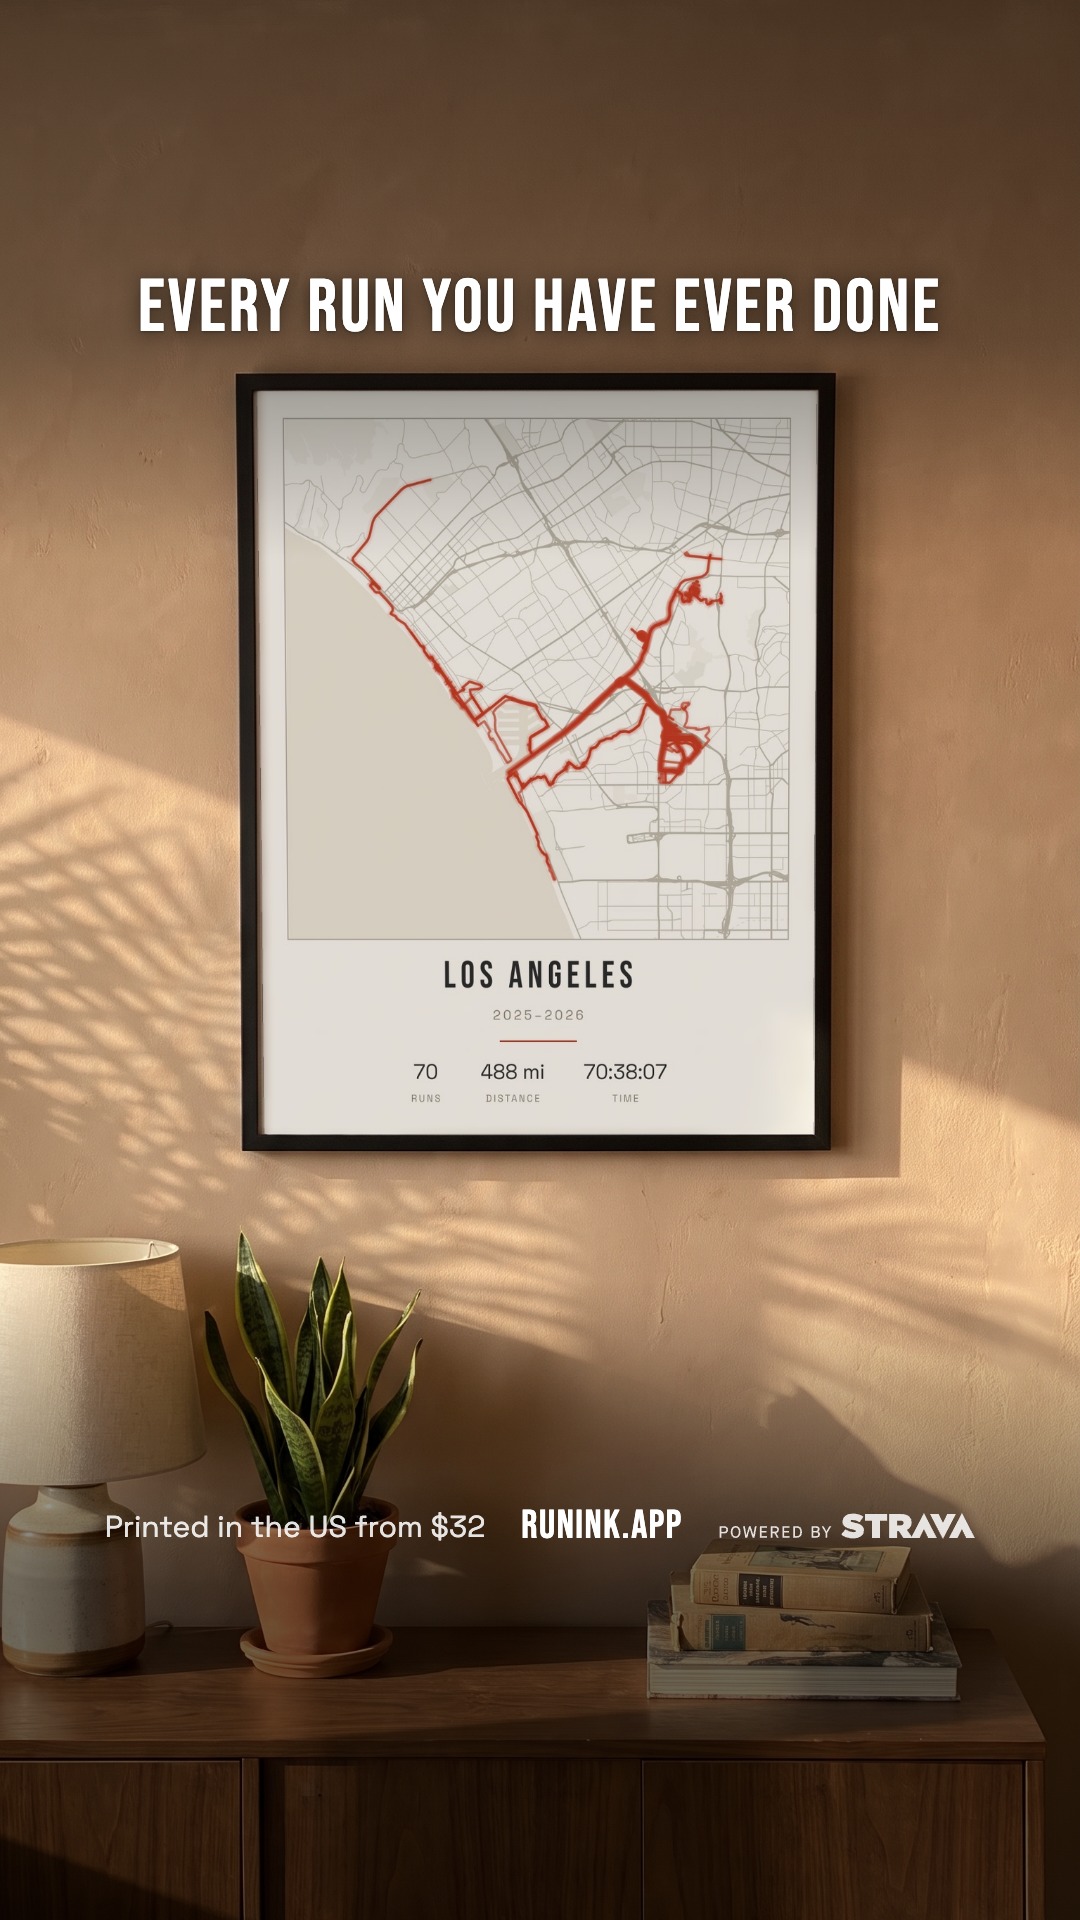 EVERY RUN YOU HAVE EVER DONE
LOS ANGELES
2025–2026
70 488 mi 70:38:07
RUNS DISTANCE TIME
Printed in the US from $32 RUNINK.APP POWERED BY STRAVA